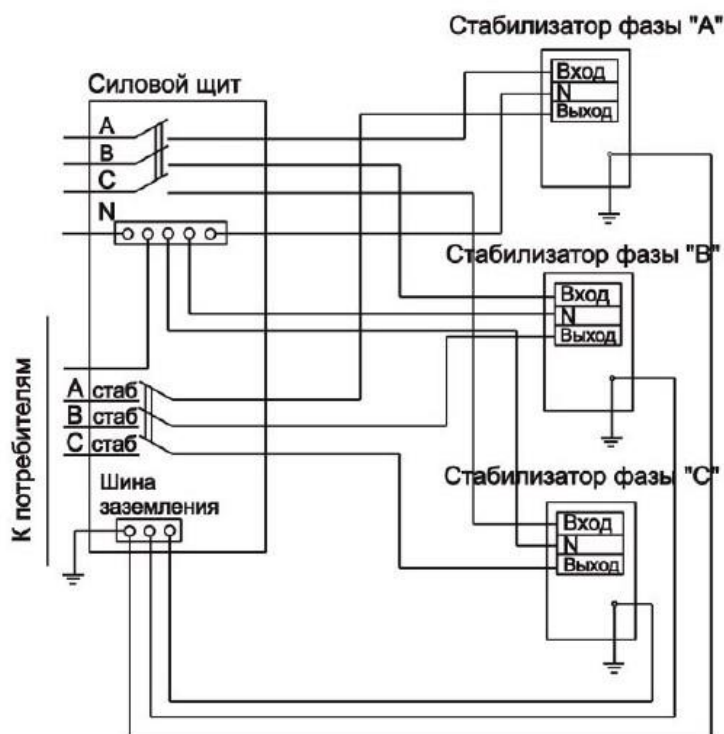 Стабилизатор фазы "А"
Вход
N
Выход
Силовой щит
А
В
С
N
Стабилизатор фазы "В"
Вход
N
Выход
К потребителям
А стаб
В стаб
С стаб
Шина
заземления
Стабилизатор фазы "С"
Вход
N
Выход